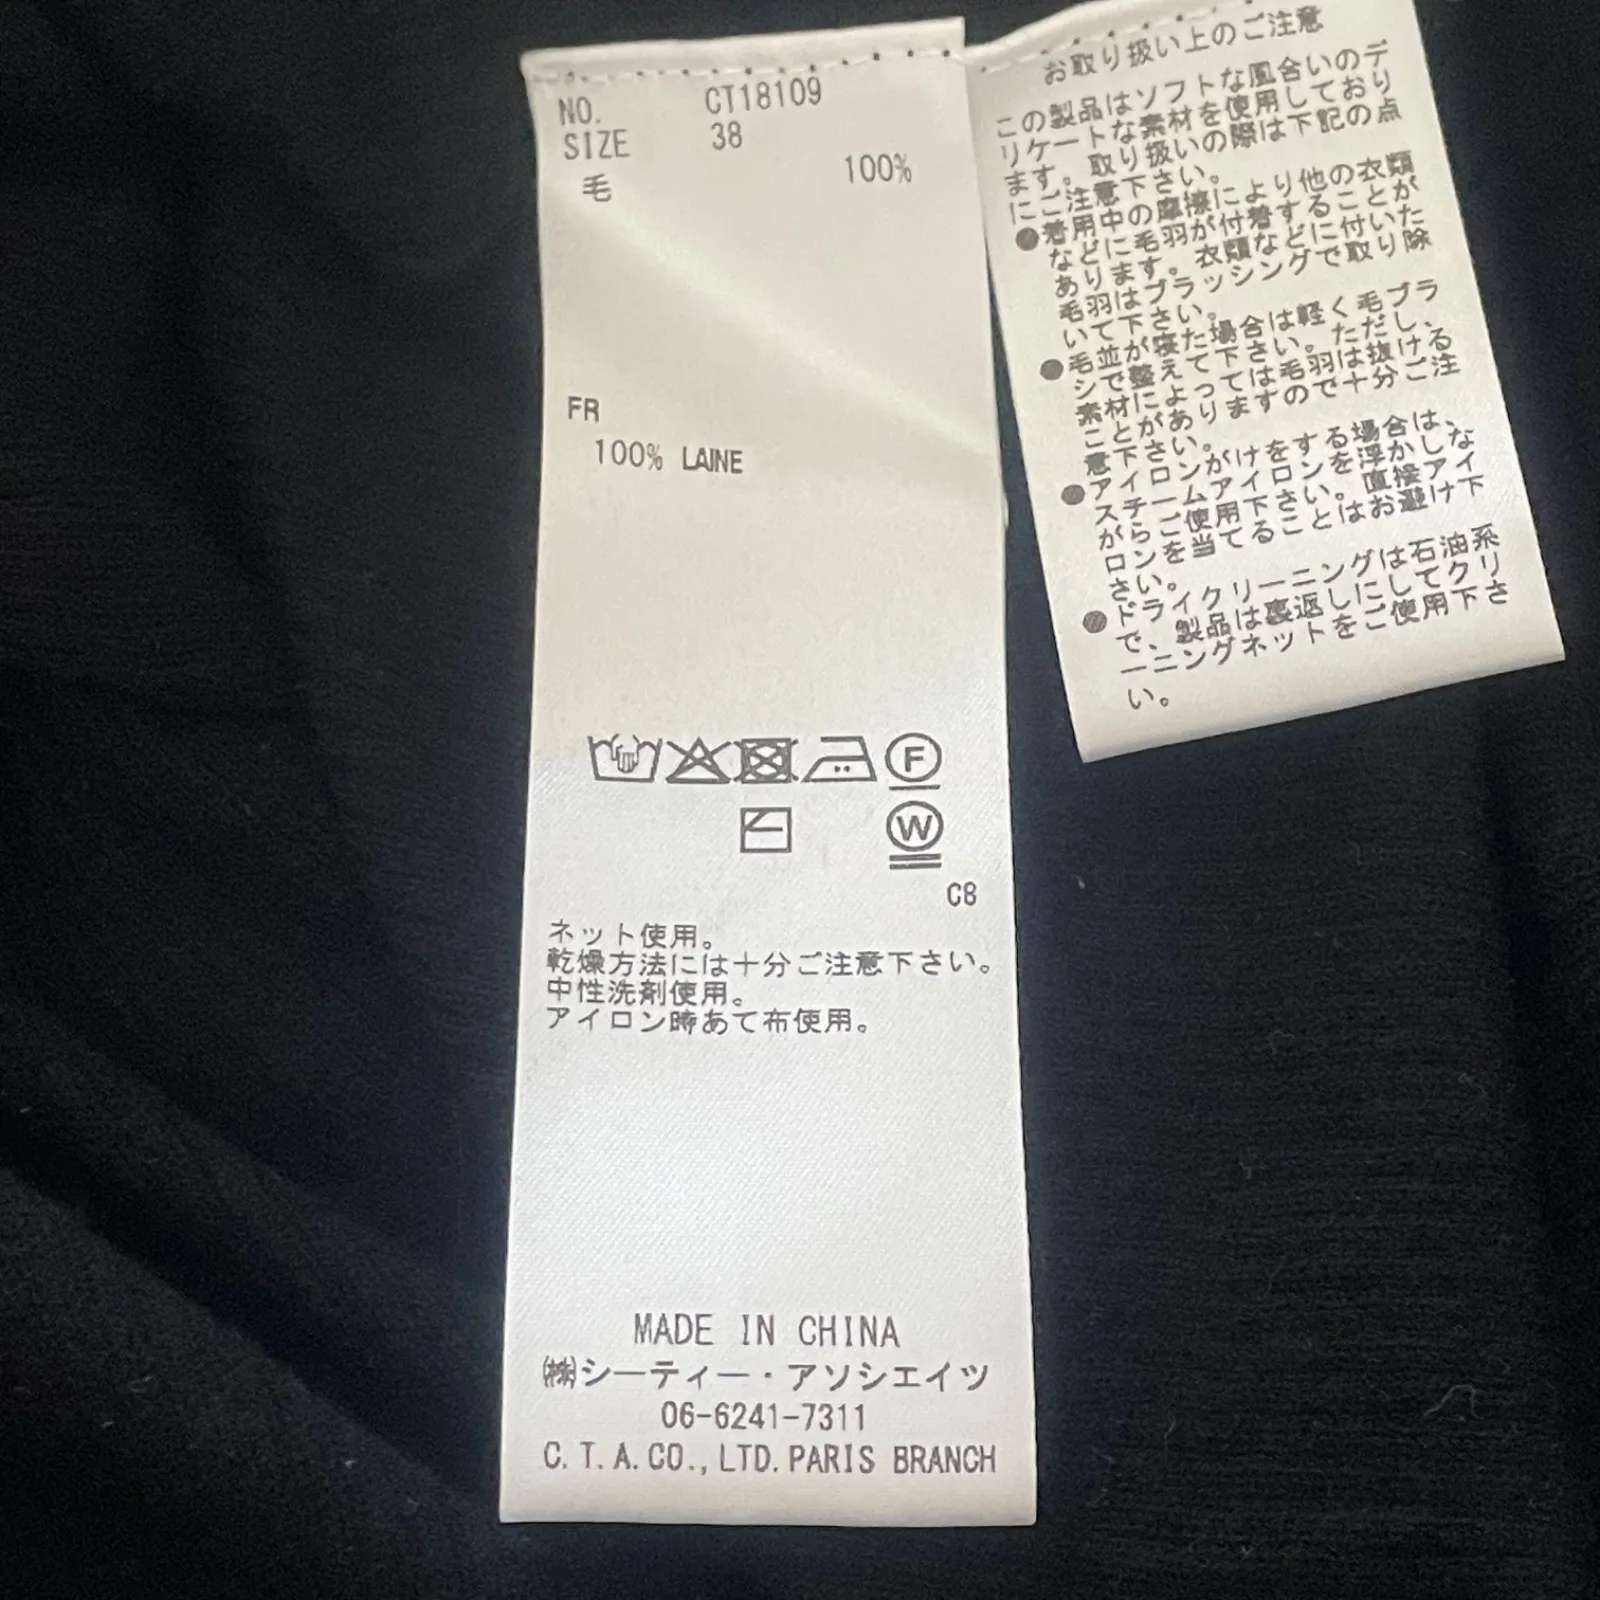 NO. CT18109
SIZE 38
毛 100%
FR
100% LAINE
F
W
C8
ネット使用。
乾燥方法には十分ご注意下さい。
中性洗剤使用。
アイロン時あて布使用。
MADE IN CHINA
㈱シーティー・アソシエイツ
06-6241-7311
C.T.A.CO.,LTD.PARIS BRANCH
お取り扱い上のご注意
この製品はソフトな風合いのデ
リケートな素材を使用しており
ます。取り扱いの際は下記の点
にご注意下さい。
●着用中の摩擦により他の衣類
などに毛羽が付着することが
あります。衣類などに付いた
毛羽はブラッシングで取り除
いて下さい。
●毛並が寝た場合は軽く毛ブラ
シで整えて下さい。ただし、
素材によっては毛羽は抜ける
ことがありますので十分ご注
意下さい。
●アイロンがけをする場合は、
スチームアイロンを浮かしな
がらご使用下さい。直接アイ
ロンを当てることはお避け下
さい。
●ドライクリーニングは石油系
で、製品は裏返しにしてクリ
ーニングネットをご使用下さ
い。